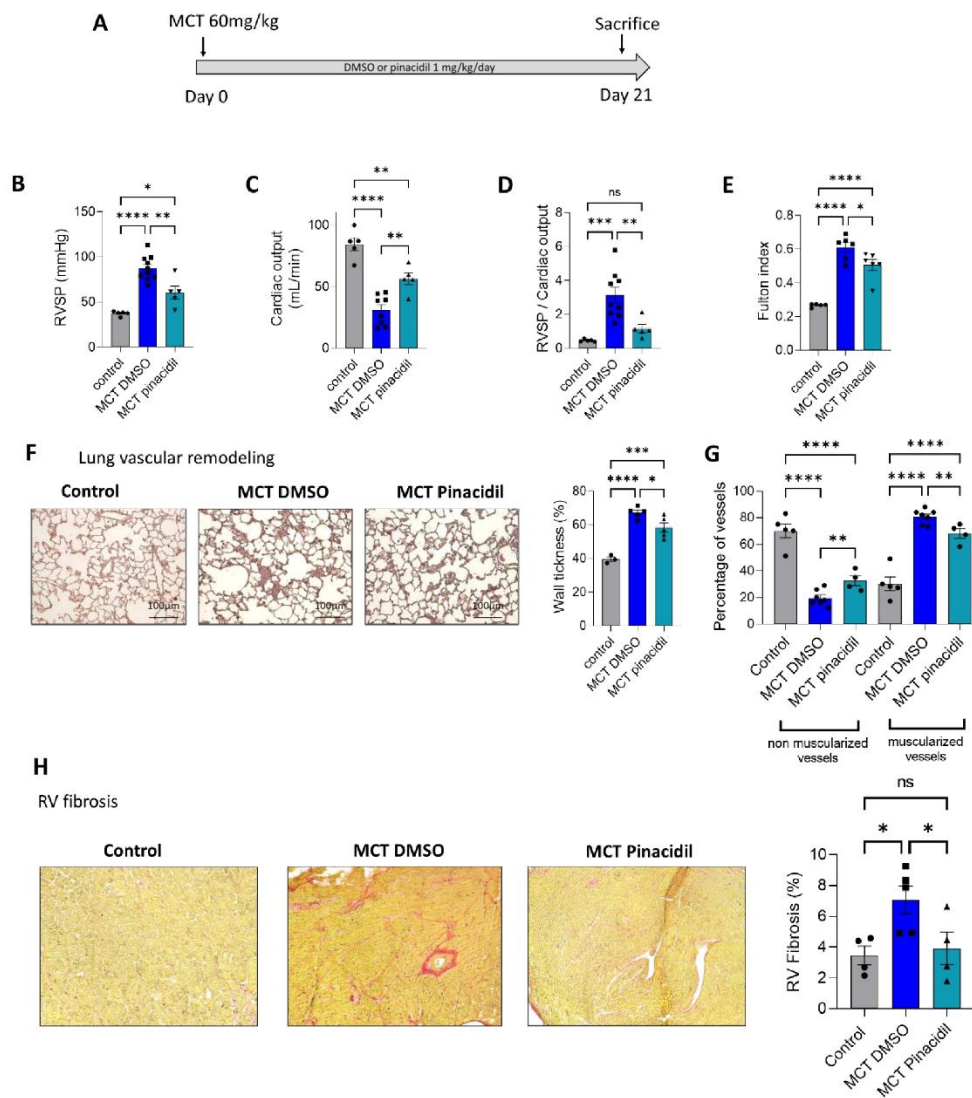 A
MCT 60mg/kg
Sacrifice
DMSO or pinacidil 1 mg/kg/day
Day 0
Day 21
B
RVSP (mmHg)
150
100
50
0
*
**** **
control
MCT DMSO
MCT pinacidil
C
Cardiac output
(mL/min)
100
50
0
**
****
**
control
MCT DMSO
MCT pinacidil
D
RVSP / Cardiac output
8
6
4
2
0
ns
*** **
control
MCT DMSO
MCT pinacidil
E
Fulton index
0.6
0.4
0.2
0.0
****
**** *
control
MCT DMSO
MCT pinacidil
F
Lung vascular remodeling
Control
MCT DMSO
MCT Pinacidil
100µm
100µm
100µm
Wall tickness (%)
80
60
40
20
0
***
**** *
control
MCT DMSO
MCT pinacidil
G
Percentage of vessels
80
60
40
20
0
****
****
**
****
**** **
Control
MCT DMSO
MCT pinacidil
Control
MCT DMSO
MCT pinacidil
non muscularized
vessels
muscularized
vessels
H
RV fibrosis
Control
MCT DMSO
MCT Pinacidil
RV Fibrosis (%)
10
8
6
4
2
0
ns
* *
Control
MCT DMSO
MCT Pinacidil